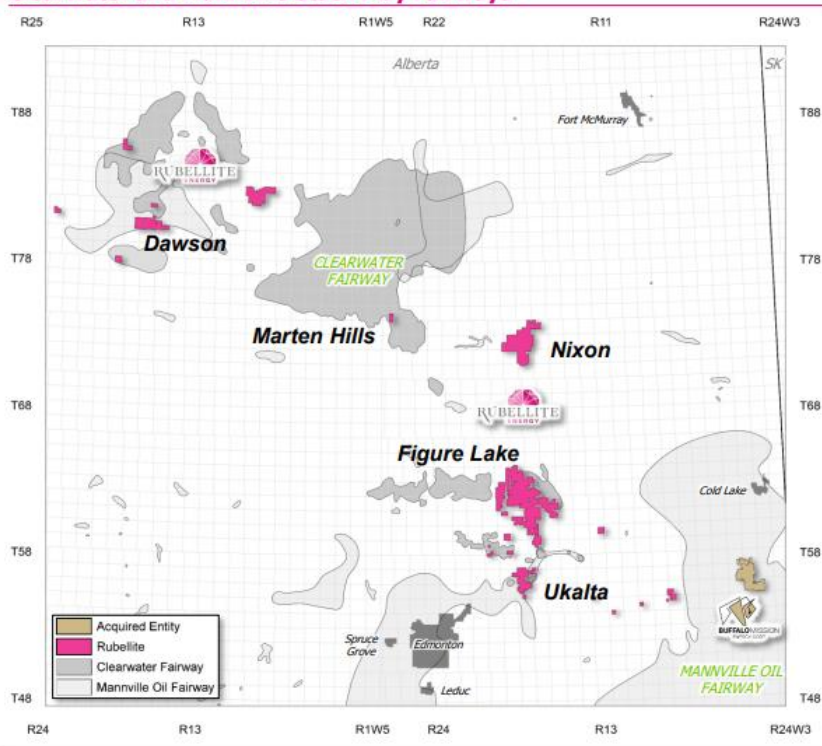 R25 R13 R1W5 R22 R11 R24W3
Alberta SK
T88 T88
Fort McMurray
RUBELLITE
ENERGY
Dawson
T78 T78
CLEARWATER
FAIRWAY
Marten Hills
Nixon
T68 T68
RUBELLITE
ENERGY
Figure Lake
Cold Lake
T58 T58
Ukalta
Acquired Entity
Rubellite
Clearwater Fairway
Mannville Oil Fairway
BUFFALO MISSION
Spruce
Grove
Edmonton
MANNVILLE OIL
FAIRWAY
Leduc
T48 T48
R24 R13 R1W5 R24 R13 R24W3